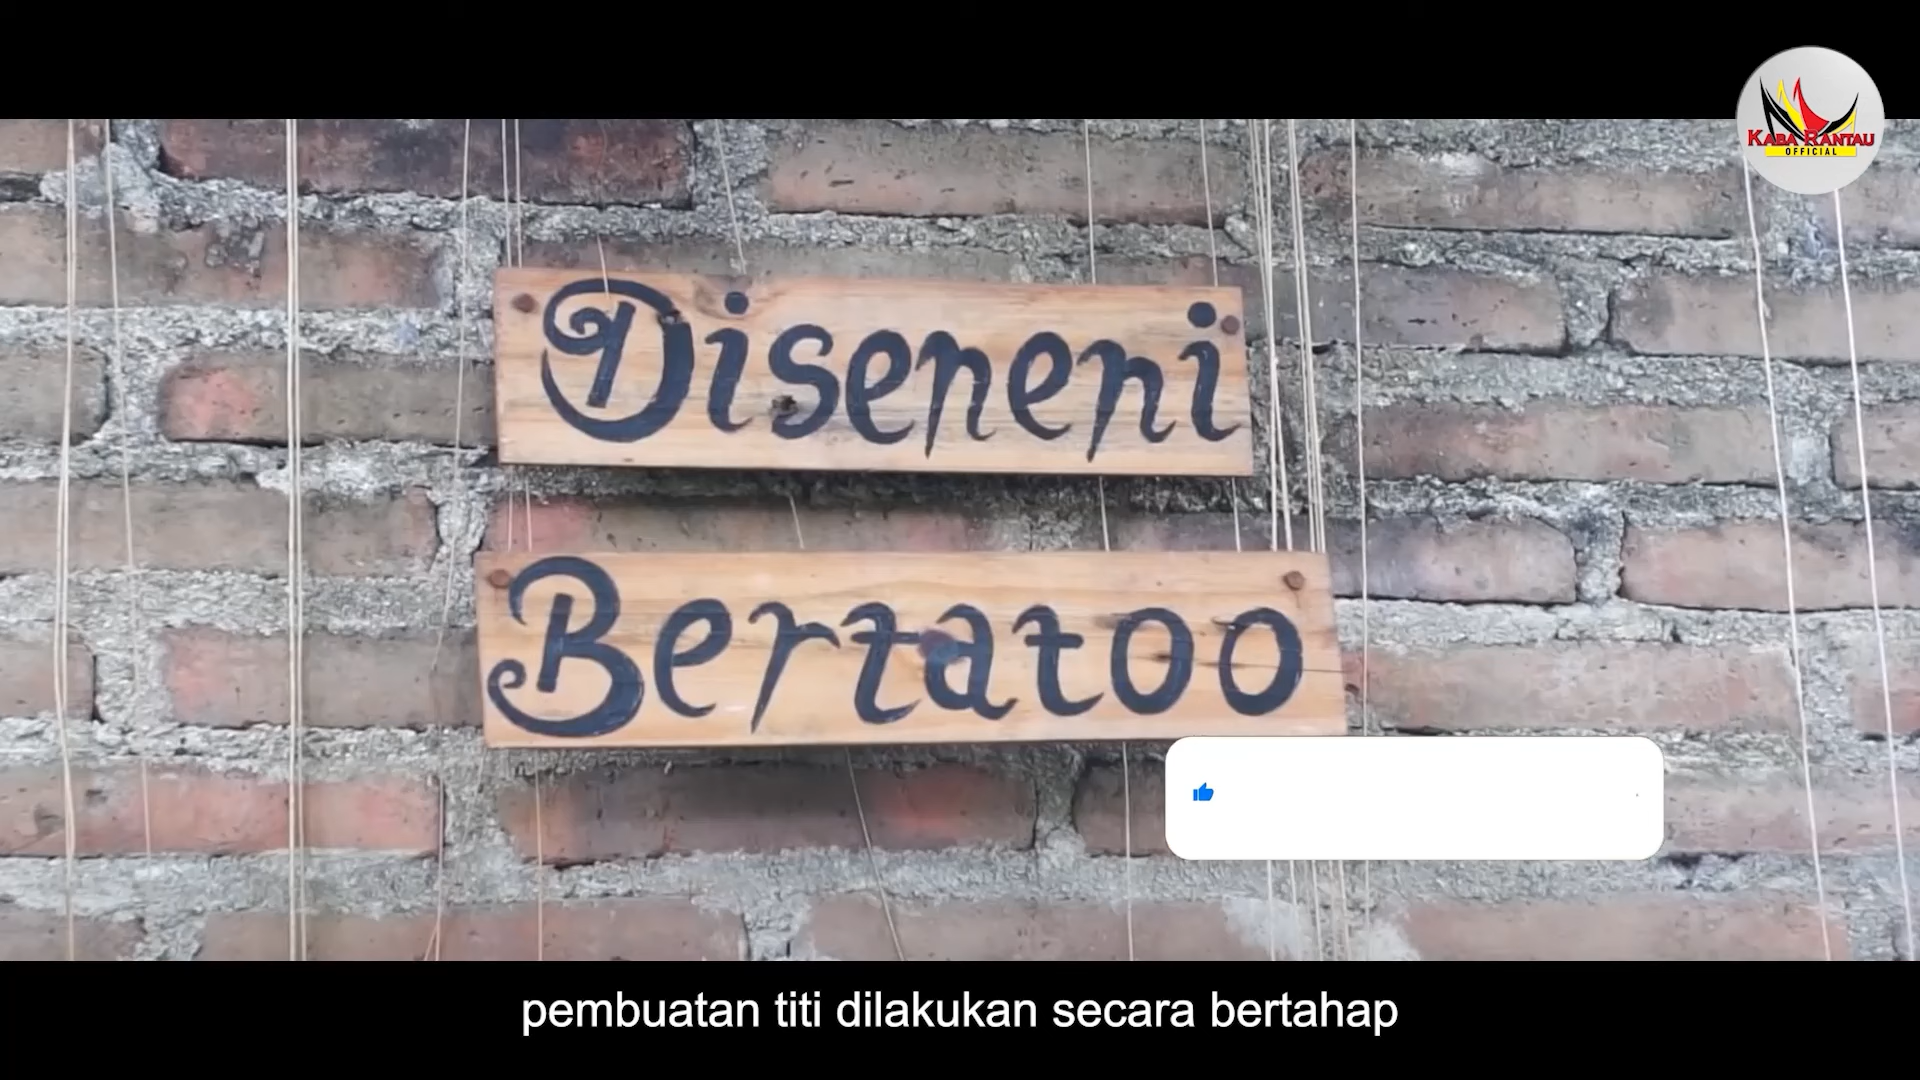 KABA RANTAU
OFFICIAL
Diseneni
Bertatoo
pembuatan titi dilakukan secara bertahap